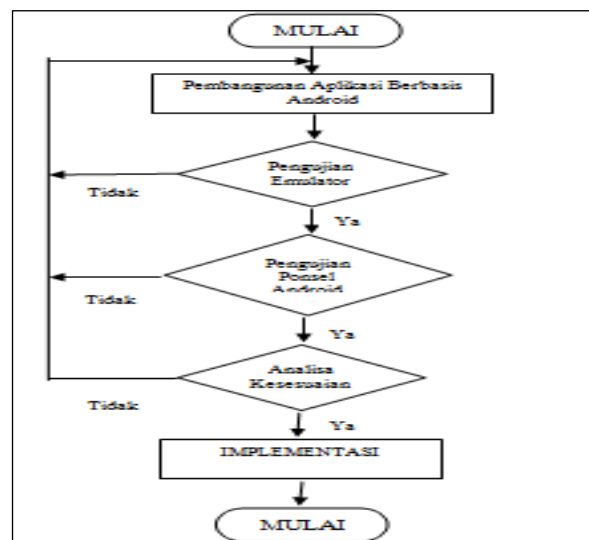 MULAI
Pembangunan Aplikasi Berbasis
Android
Pengujian
Emulator
Tidak
Ya
Pengujian
Ponsel
Android
Tidak
Ya
Analisa
Kesesuaian
Tidak
Ya
IMPLEMENTASI
MULAI